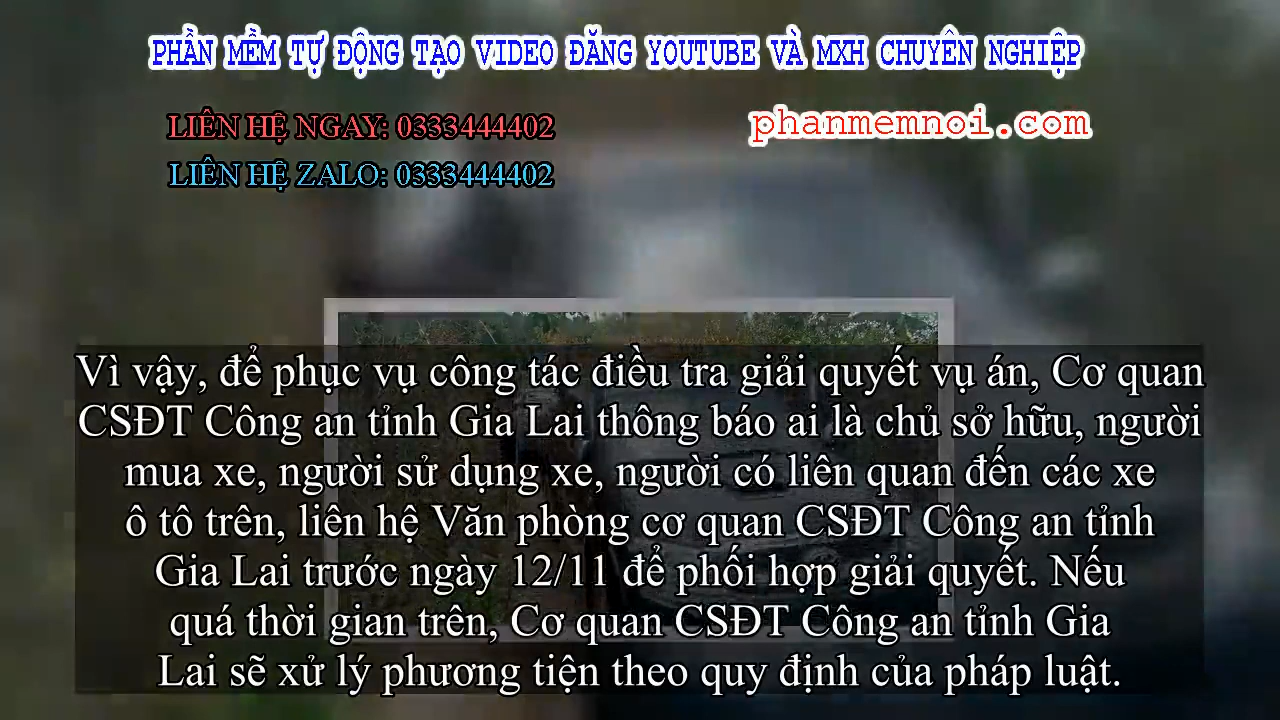 PHẦN MỀM TỰ ĐỘNG TẠO VIDEO ĐĂNG YOUTUBE VÀ MXH CHUYÊN NGHIỆP
LIÊN HỆ NGAY: 0333444402
phanmemnoi.com
LIÊN HỆ ZALO: 0333444402
Vì vậy, để phục vụ công tác điều tra giải quyết vụ án, Cơ quan
CSĐT Công an tỉnh Gia Lai thông báo ai là chủ sở hữu, người
mua xe, người sử dụng xe, người có liên quan đến các xe
ô tô trên, liên hệ Văn phòng cơ quan CSĐT Công an tỉnh
Gia Lai trước ngày 12/11 để phối hợp giải quyết. Nếu
quá thời gian trên, Cơ quan CSĐT Công an tỉnh Gia
Lai sẽ xử lý phương tiện theo quy định của pháp luật.